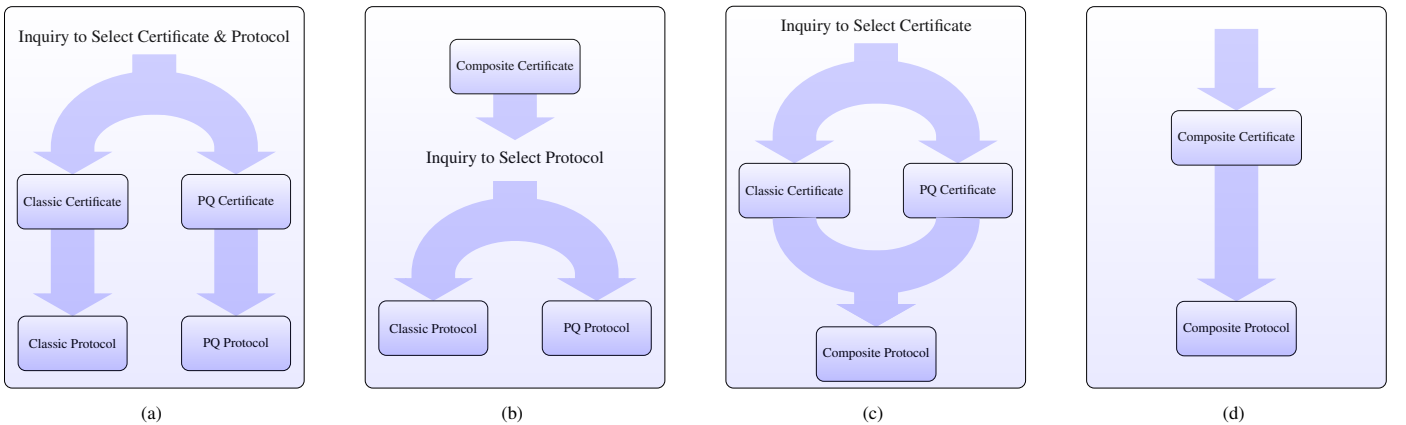 Inquiry to Select Certificate & Protocol
Classic Certificate
PQ Certificate
Classic Protocol
PQ Protocol
(a)
Composite Certificate
Inquiry to Select Protocol
Classic Protocol
PQ Protocol
(b)
Inquiry to Select Certificate
Classic Certificate
PQ Certificate
Composite Protocol
(c)
Composite Certificate
Composite Protocol
(d)